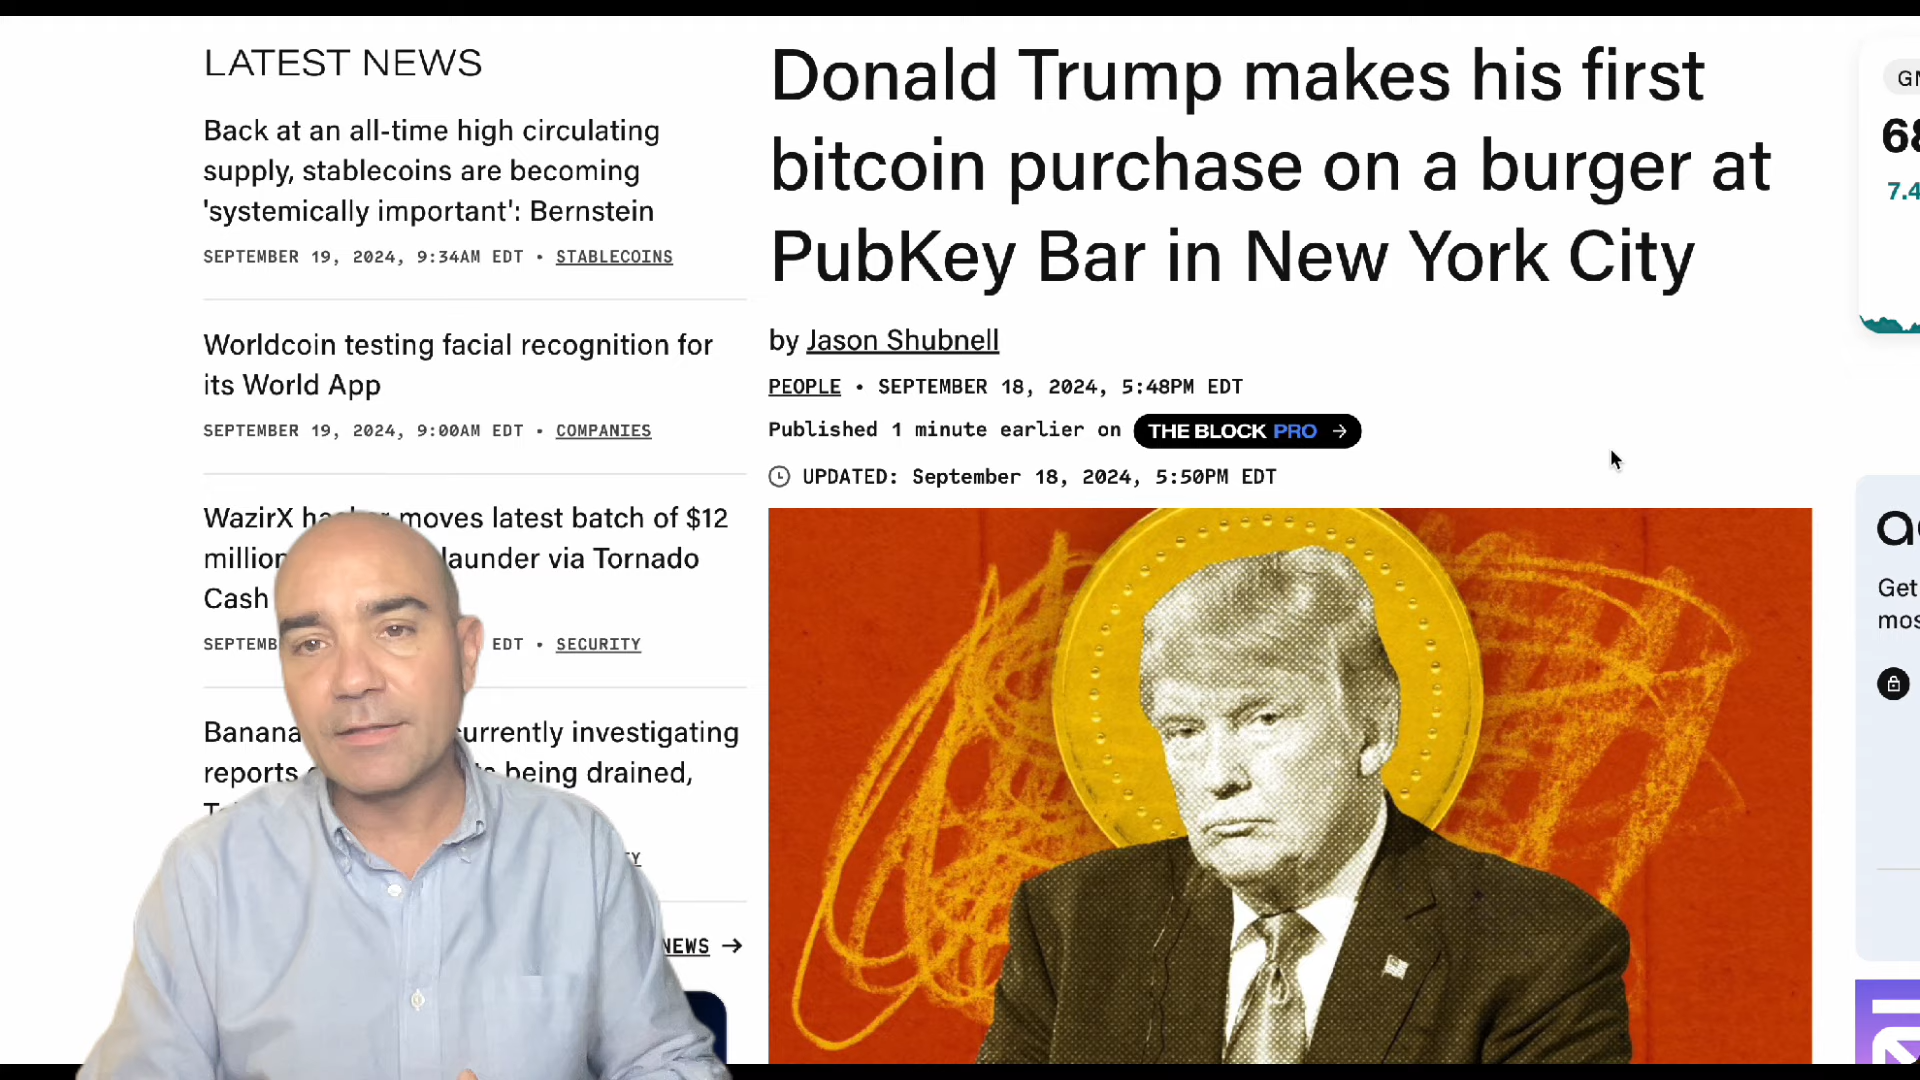 LATEST NEWS
Back at an all-time high circulating
supply, stablecoins are becoming
'systemically important': Bernstein
SEPTEMBER 19, 2024, 9:34AM EDT • STABLECOINS
Worldcoin testing facial recognition for
its World App
SEPTEMBER 19, 2024, 9:00AM EDT • COMPANIES
WazirX moves latest batch of $12
via Tornado
Cash
EDT • SECURITY
Banana investigating
reports being drained,
NEWS →
Donald Trump makes his first
bitcoin purchase on a burger at
PubKey Bar in New York City
by Jason Shubnell
PEOPLE • SEPTEMBER 18, 2024, 5:48PM EDT
Published 1 minute earlier on THE BLOCK PRO →
UPDATED: September 18, 2024, 5:50PM EDT
68
7.4
Get